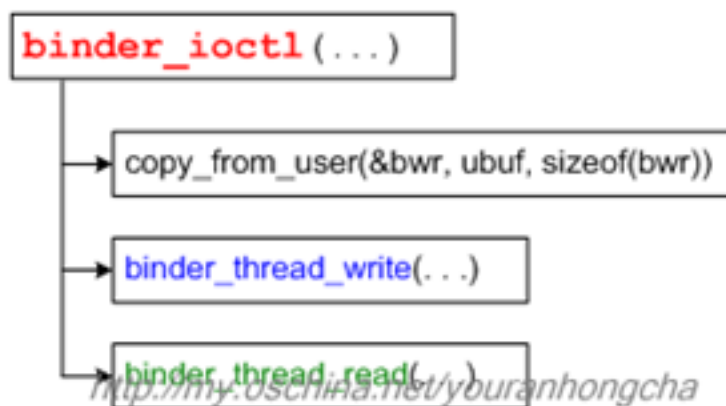 binder_ioctl(...)
copy_from_user(&bwr, ubuf, sizeof(bwr))
binder_thread_write(. . .)
binder_thread_read(. . .)
http://my.oschina.net/youranhongcha